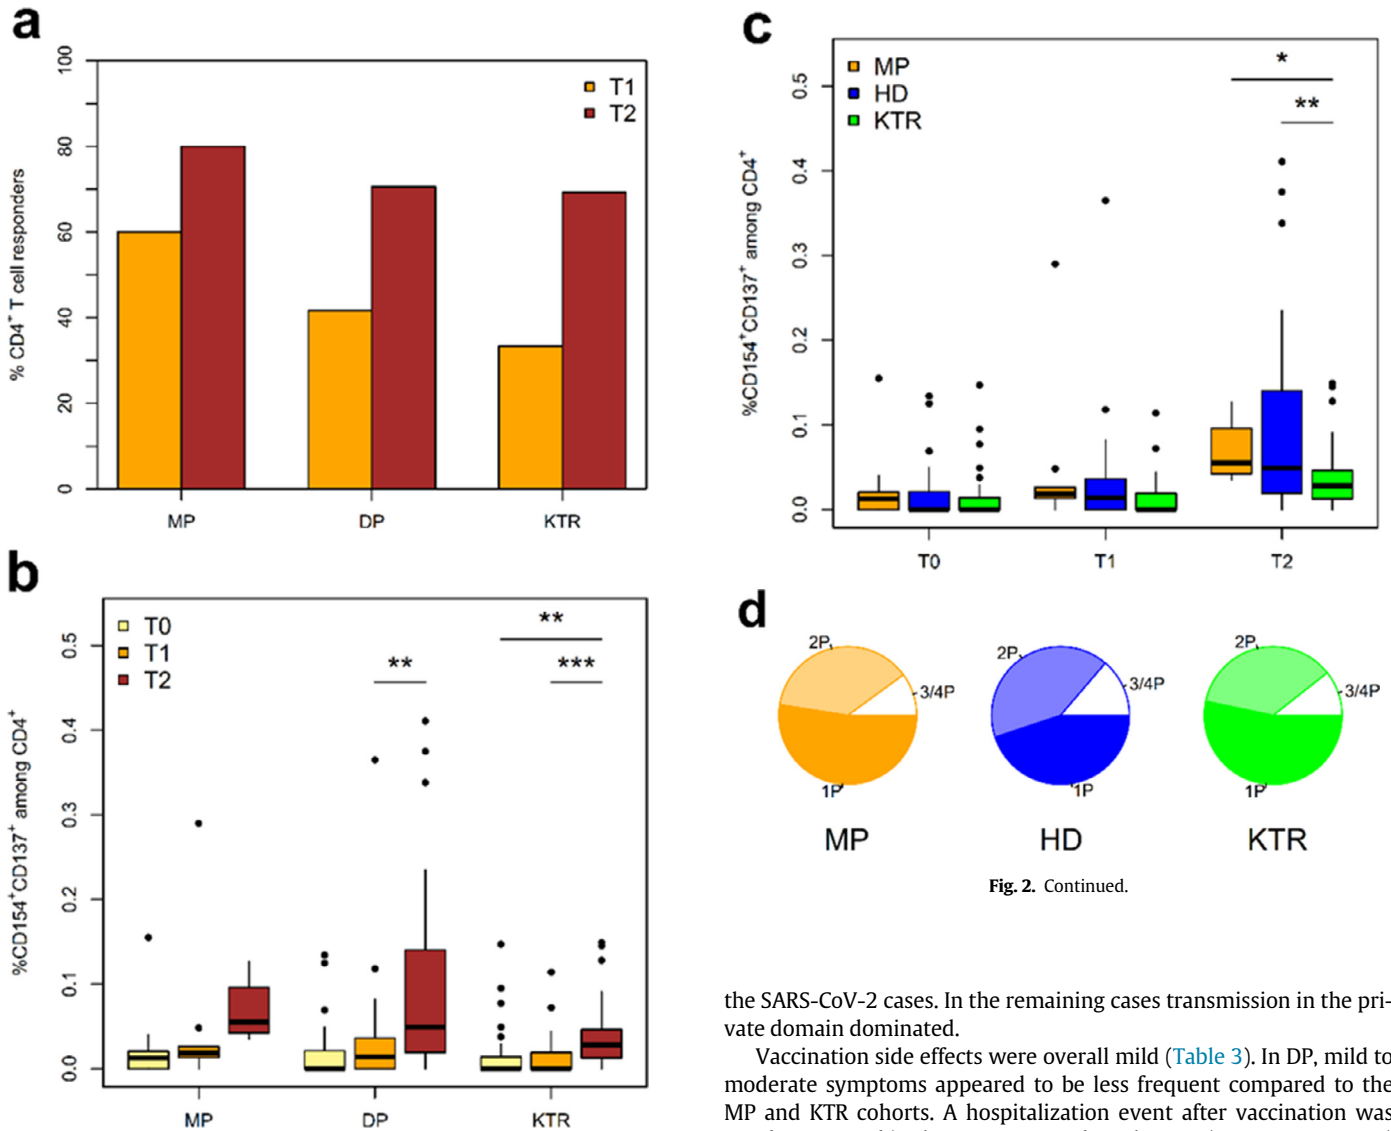 a
% CD4⁺ T cell responders
100
80
60
40
20
0
T1
T2
MP
DP
KTR
b
%CD154⁺CD137⁺ among CD4⁺
0.5
0.4
0.3
0.2
0.1
0.0
T0
T1
T2
**
**
***
MP
DP
KTR
c
%CD154⁺CD137⁺ among CD4⁺
0.5
0.4
0.3
0.2
0.1
0.0
MP
HD
KTR
*
**
T0
T1
T2
d
2P
3/4P
1P
MP
2P
3/4P
1P
HD
2P
3/4P
1P
KTR
Fig. 2. Continued.
the SARS-CoV-2 cases. In the remaining cases transmission in the pri-
vate domain dominated.
Vaccination side effects were overall mild (Table 3). In DP, mild to
moderate symptoms appeared to be less frequent compared to the
MP and KTR cohorts. A hospitalization event after vaccination was